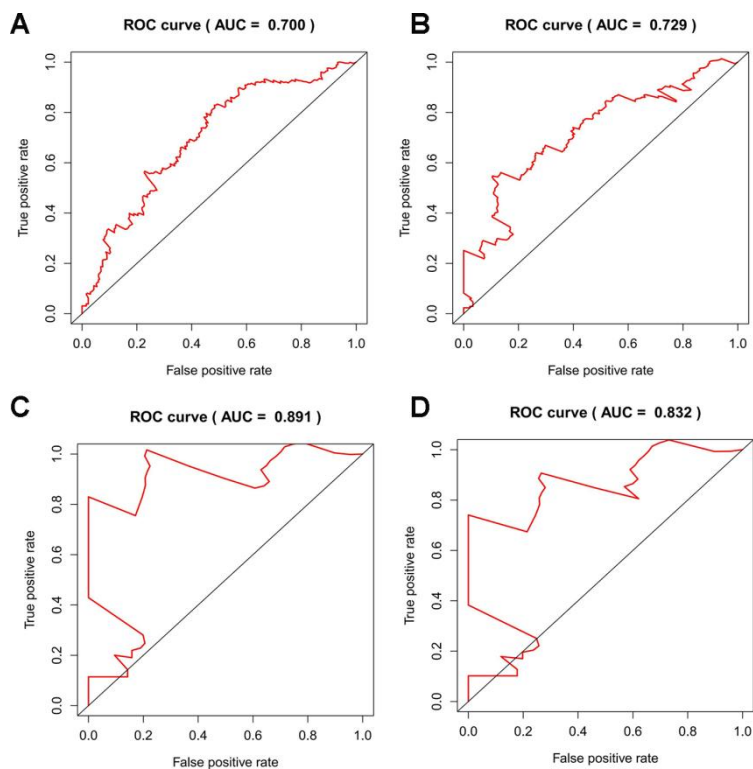 A
ROC curve ( AUC = 0.700 )
True positive rate
1.0
0.8
0.6
0.4
0.2
0.0
0.0 0.2 0.4 0.6 0.8 1.0
False positive rate
B
ROC curve ( AUC = 0.729 )
True positive rate
1.0
0.8
0.6
0.4
0.2
0.0
0.0 0.2 0.4 0.6 0.8 1.0
False positive rate
C
ROC curve ( AUC = 0.891 )
True positive rate
1.0
0.8
0.6
0.4
0.2
0.0
0.0 0.2 0.4 0.6 0.8 1.0
False positive rate
D
ROC curve ( AUC = 0.832 )
True positive rate
1.0
0.8
0.6
0.4
0.2
0.0
0.0 0.2 0.4 0.6 0.8 1.0
False positive rate